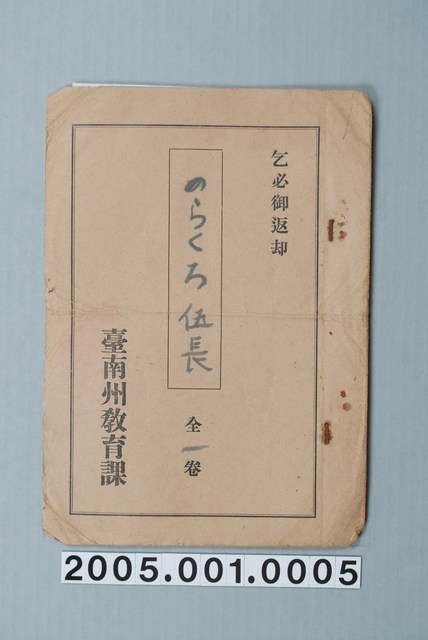 乞必御返却
のらくろ 伍長
全一卷
臺南州教育課
2005.001.0005